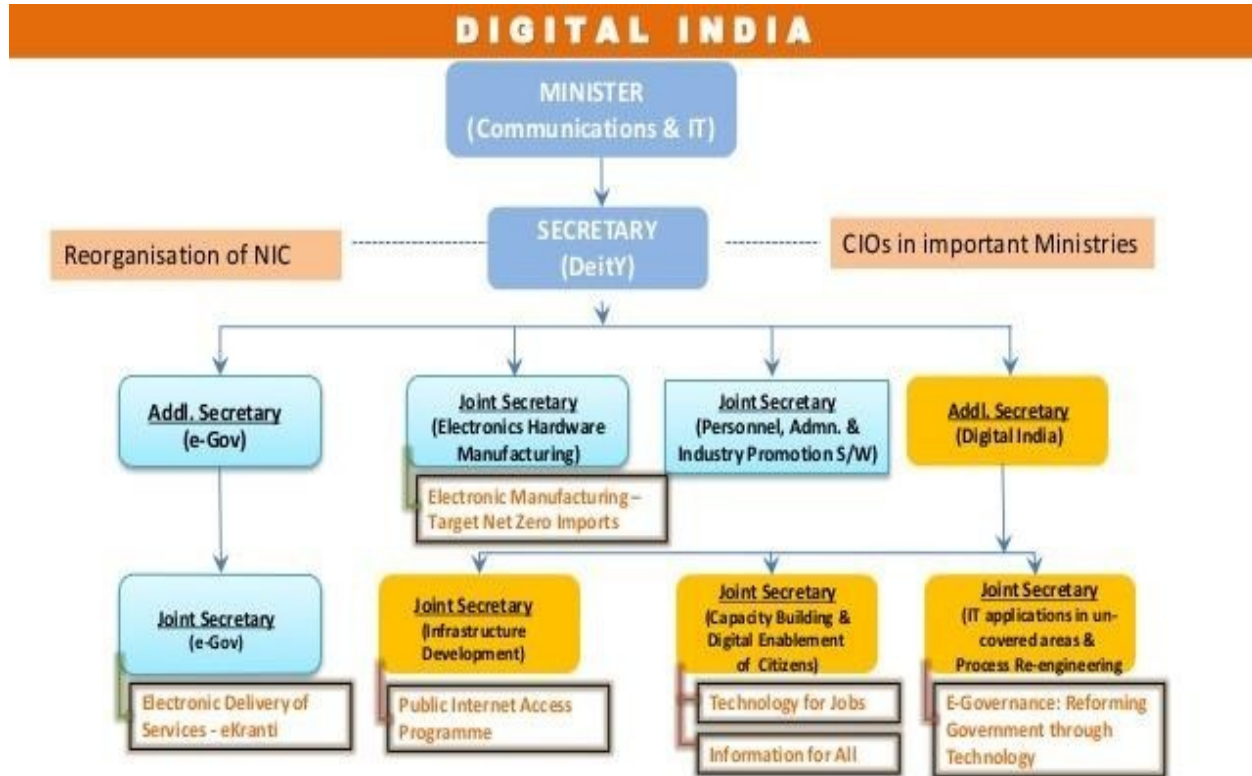 DIGITAL INDIA
MINISTER
(Communications & IT)
Reorganisation of NIC
SECRETARY
(DeitY)
CIOs in important Ministries
Addl. Secretary
(e-Gov)
Joint Secretary
(Electronics Hardware
Manufacturing)
Joint Secretary
(Personnel, Admn. &
Industry Promotion S/W)
Addl. Secretary
(Digital India)
Electronic Manufacturing –
Target Net Zero Imports
Joint Secretary
(e-Gov)
Joint Secretary
(Infrastructure
Development)
Joint Secretary
(Capacity Building &
Digital Enablement
of Citizens)
Joint Secretary
(IT applications in un-
covered areas &
Process Re-engineering
Electronic Delivery of
Services - eKranti
Public Internet Access
Programme
Technology for Jobs
Information for All
E-Governance: Reforming
Government through
Technology